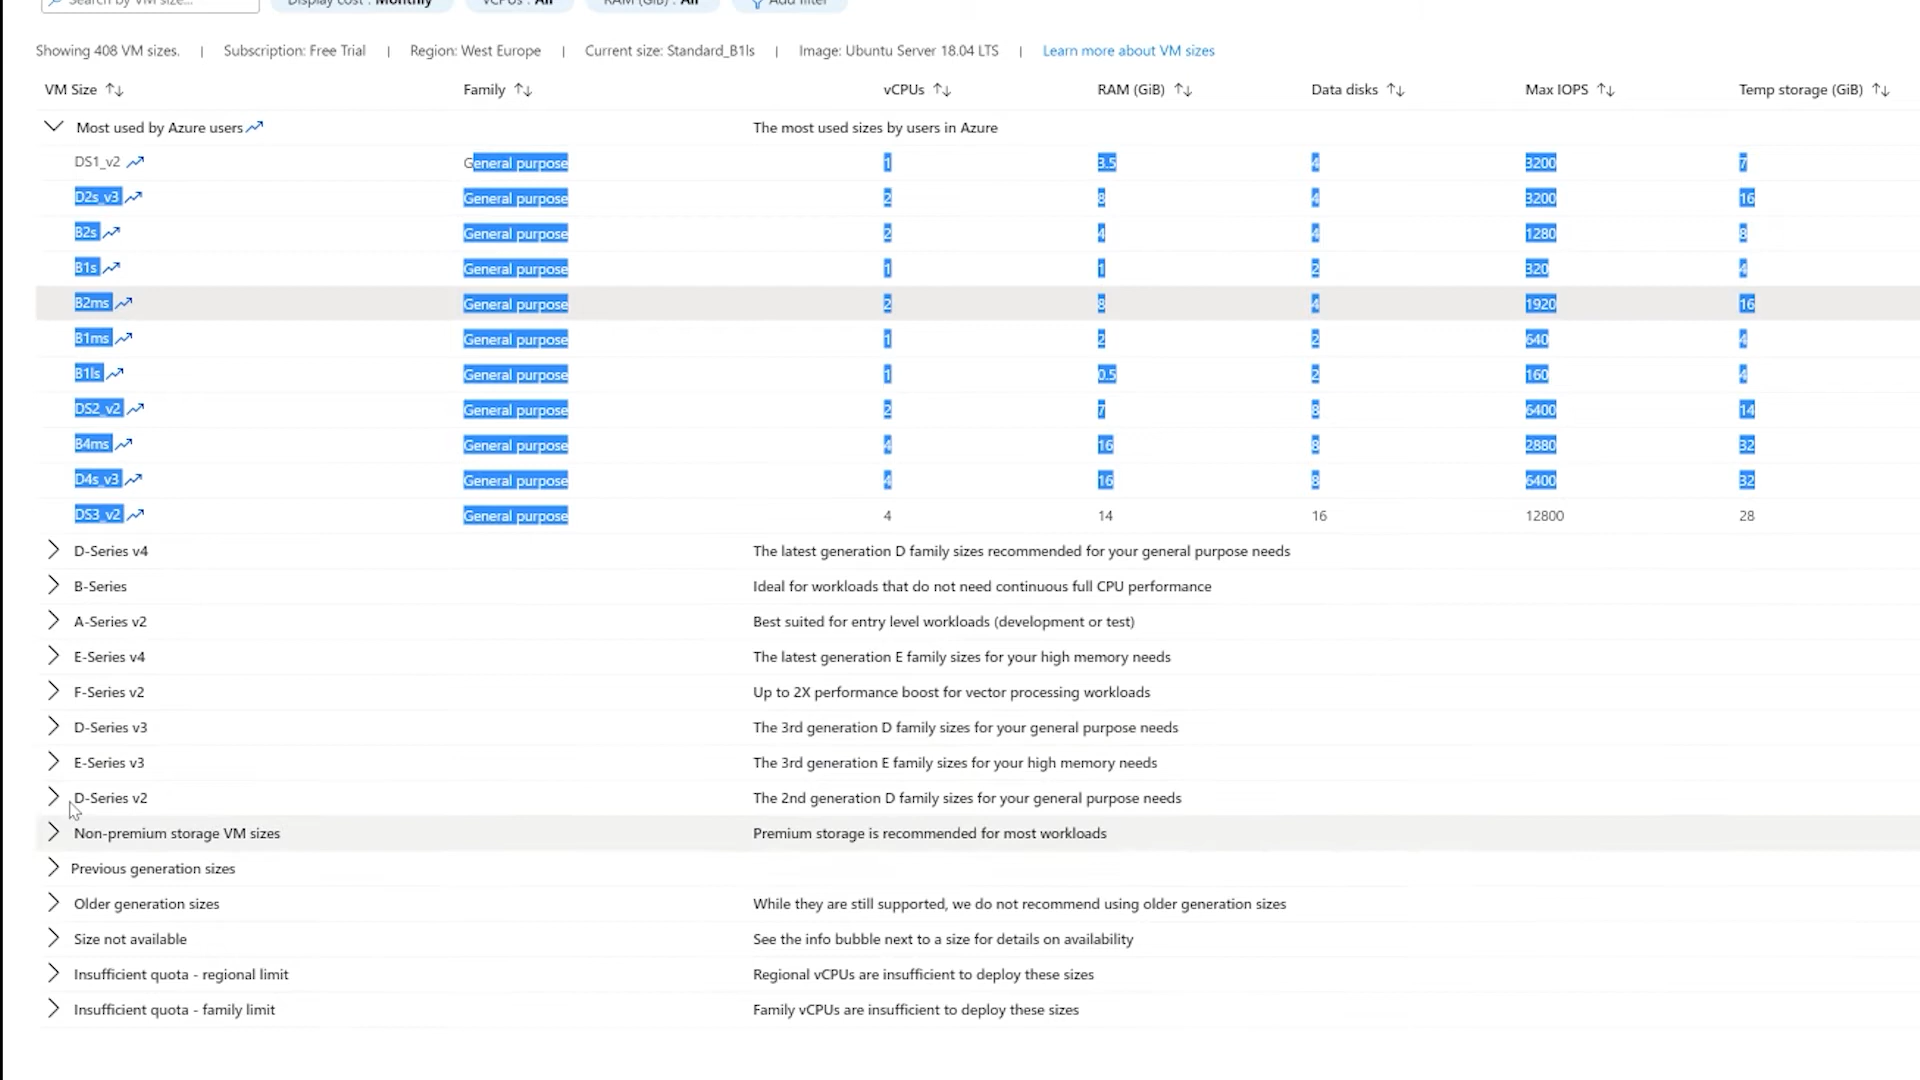 Search by VM size...    Display cost : Monthly    vCPUs : All    RAM (GiB) : All    Add filter
Showing 408 VM sizes. | Subscription: Free Trial | Region: West Europe | Current size: Standard_B1ls | Image: Ubuntu Server 18.04 LTS | Learn more about VM sizes
VM Size Family vCPUs RAM (GiB) Data disks Max IOPS Temp storage (GiB)
Most used by Azure users The most used sizes by users in Azure
DS1_v2 General purpose 1 3.5 4 3200 7
D2s_v3 General purpose 2 8 4 3200 16
B2s General purpose 2 4 4 1280 8
B1s General purpose 1 1 2 320 4
B2ms General purpose 2 8 4 1920 16
B1ms General purpose 1 2 2 640 4
B1ls General purpose 1 0.5 2 160 4
DS2_v2 General purpose 2 7 8 6400 14
B4ms General purpose 4 16 8 2880 32
D4s_v3 General purpose 4 16 8 6400 32
DS3_v2 General purpose 4 14 16 12800 28
D-Series v4 The latest generation D family sizes recommended for your general purpose needs
B-Series Ideal for workloads that do not need continuous full CPU performance
A-Series v2 Best suited for entry level workloads (development or test)
E-Series v4 The latest generation E family sizes for your high memory needs
F-Series v2 Up to 2X performance boost for vector processing workloads
D-Series v3 The 3rd generation D family sizes for your general purpose needs
E-Series v3 The 3rd generation E family sizes for your high memory needs
D-Series v2 The 2nd generation D family sizes for your general purpose needs
Non-premium storage VM sizes Premium storage is recommended for most workloads
Previous generation sizes
Older generation sizes While they are still supported, we do not recommend using older generation sizes
Size not available See the info bubble next to a size for details on availability
Insufficient quota - regional limit Regional vCPUs are insufficient to deploy these sizes
Insufficient quota - family limit Family vCPUs are insufficient to deploy these sizes